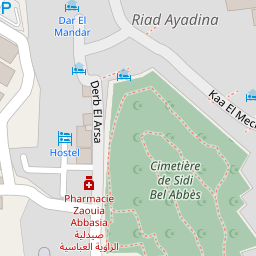 P
Dar El
Mandar
Riad Ayadina
Derb El Arsa
Kaa El Mec
Hostel
Cimetière
de Sidi
Bel Abbès
Pharmacie
Zaouia
Abbasia
صيدلية
الزاوية العباسية